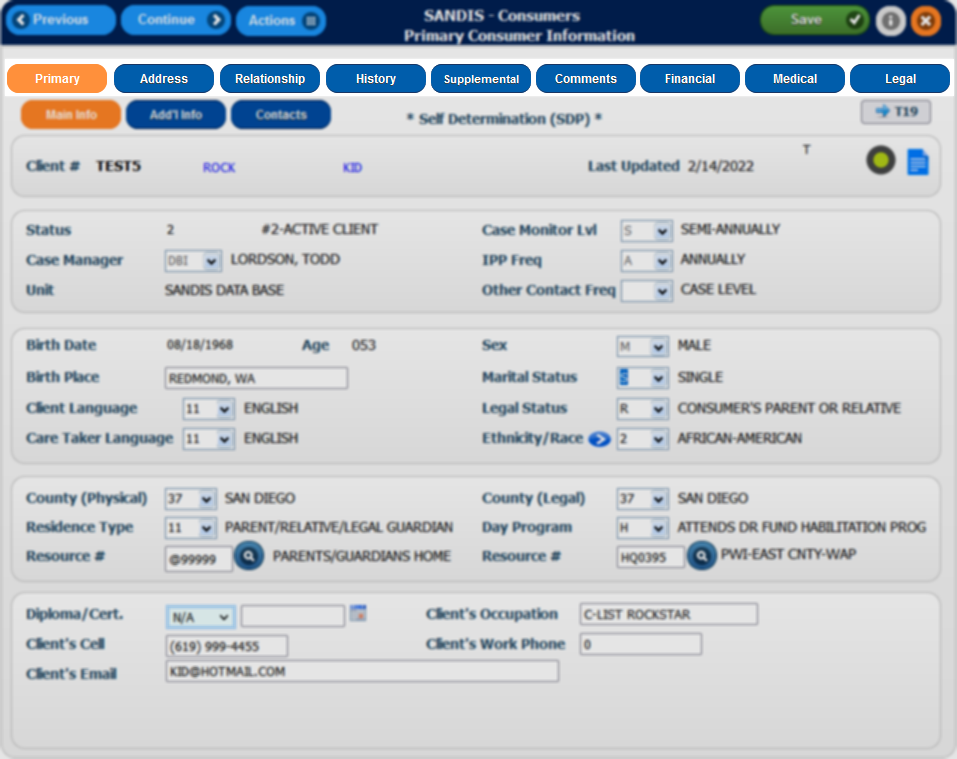 Previous Continue Actions SANDIS - Consumers Save
Primary Consumer Information
Primary Address Relationship History Supplemental Comments Financial Medical Legal
Main Info Add'l Info Contacts * Self Determination (SDP) * T19
Client # TEST5 ROCK KID Last Updated 2/14/2022 T
Status 2 #2-ACTIVE CLIENT Case Monitor Lvl S SEMI-ANNUALLY
Case Manager DBI LORDSON, TODD IPP Freq A ANNUALLY
Unit SANDIS DATA BASE Other Contact Freq CASE LEVEL
Birth Date 08/18/1968 Age 053 Sex M MALE
Birth Place REDMOND, WA Marital Status S SINGLE
Client Language 11 ENGLISH Legal Status R CONSUMER'S PARENT OR RELATIVE
Care Taker Language 11 ENGLISH Ethnicity/Race 2 AFRICAN-AMERICAN
County (Physical) 37 SAN DIEGO County (Legal) 37 SAN DIEGO
Residence Type 11 PARENT/RELATIVE/LEGAL GUARDIAN Day Program H ATTENDS DR FUND HABILITATION PROG
Resource # @99999 PARENTS/GUARDIANS HOME Resource # HQ0395 PWI-EAST CNTY-WAP
Diploma/Cert. N/A Client's Occupation C-LIST ROCKSTAR
Client's Cell (619) 999-4455 Client's Work Phone 0
Client's Email KID@HOTMAIL.COM